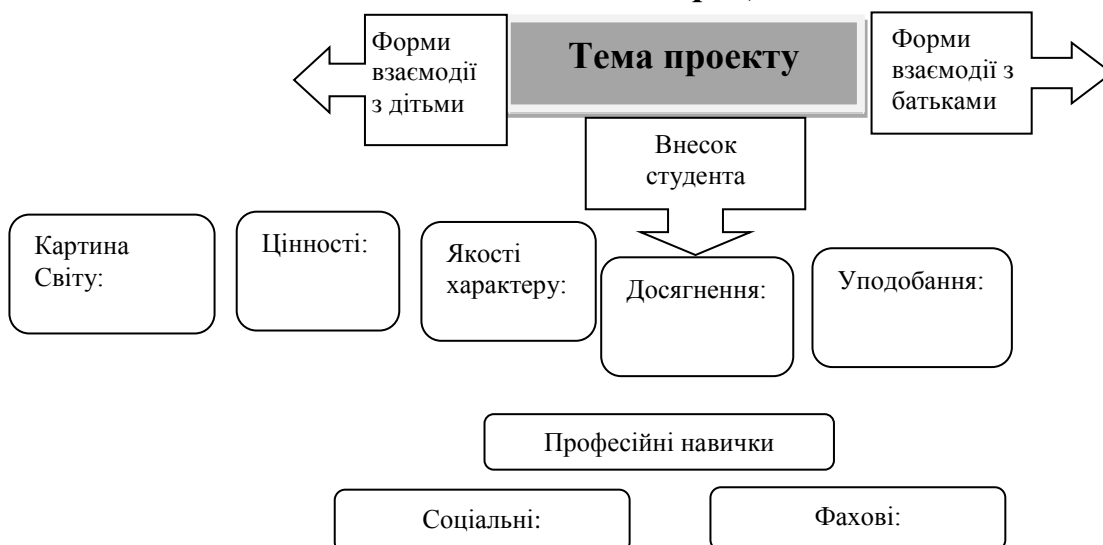 Форми
взаємодії
з дітьми
Тема проекту
Форми
взаємодії з
батьками
Внесок
студента
Картина
Світу:
Цінності:
Якості
характеру:
Досягнення:
Уподобання:
Професійні навички
Соціальні:
Фахові: